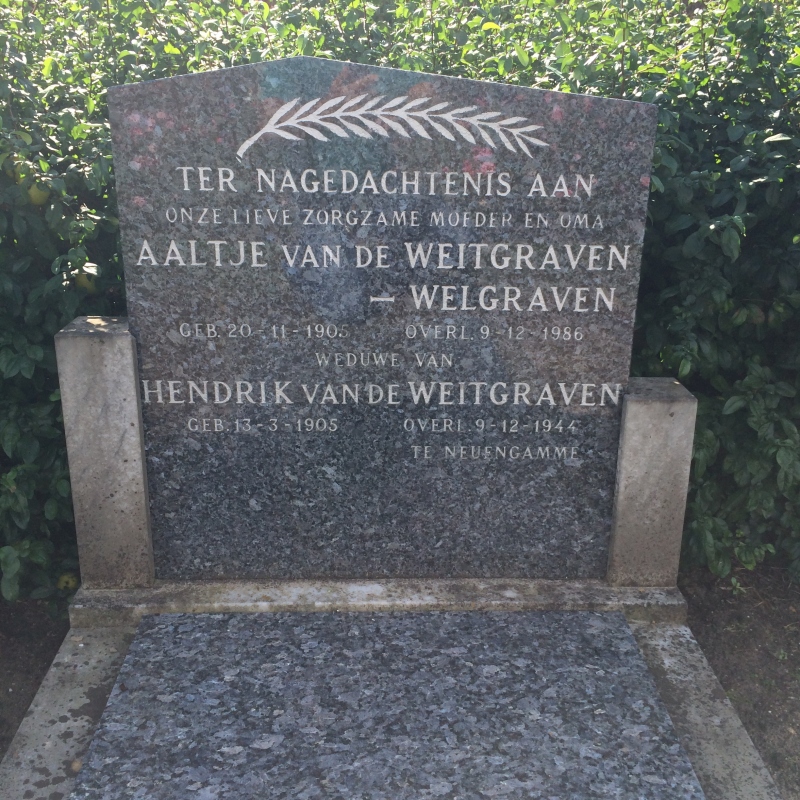 TER NAGEDACHTENIS AAN
ONZE LIEVE ZORGZAME MOEDER EN OMA
AALTJE VAN DE WEITGRAVEN
— WELGRAVEN
GEB. 20-11-1905 OVERL. 9-12-1986
WEDUWE VAN
HENDRIK VAN DE WEITGRAVEN
GEB. 13-3-1905 OVERL. 9-12-1944
TE NEUENGAMME